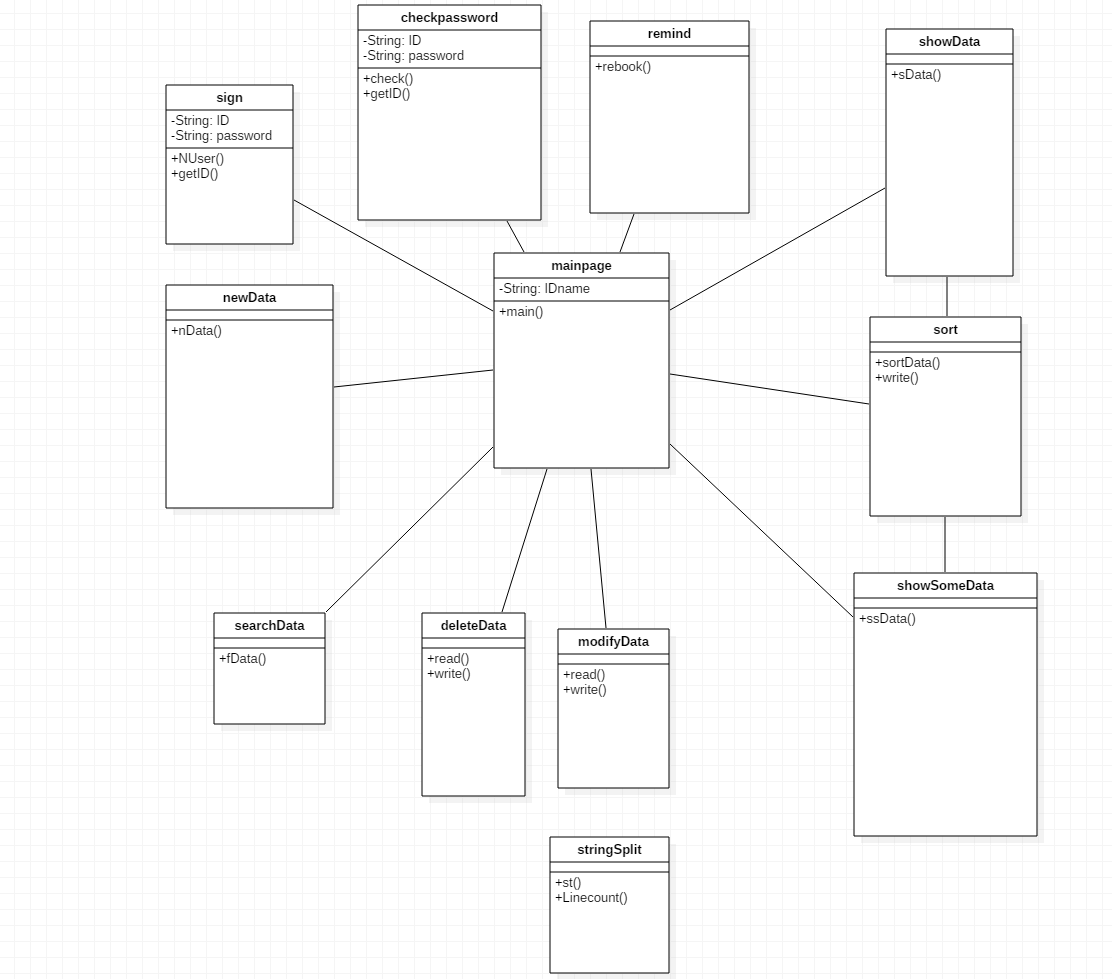 checkpassword
-String: ID
-String: password
+check()
+getID()
remind
+rebook()
showData
+sData()
sign
-String: ID
-String: password
+NUser()
+getID()
mainpage
-String: IDname
+main()
newData
+nData()
sort
+sortData()
+write()
showSomeData
+ssData()
searchData
+fData()
deleteData
+read()
+write()
modifyData
+read()
+write()
stringSplit
+st()
+Linecount()